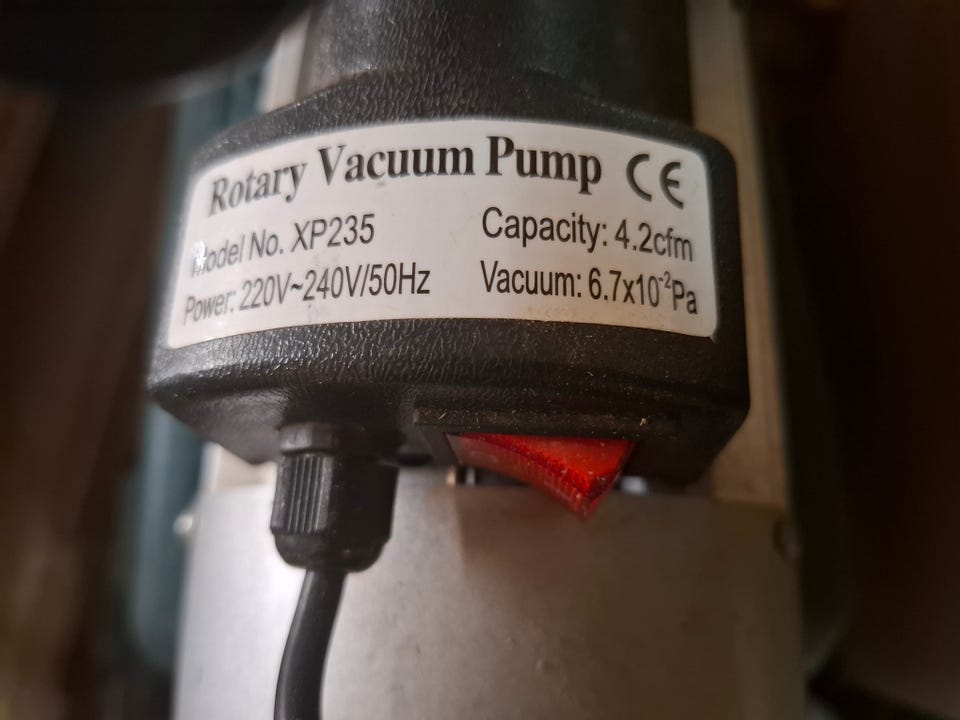 Rotary Vacuum Pump CE
Model No. XP235 Capacity: 4.2cfm
Power: 220V~240V/50Hz Vacuum: 6.7x10⁻²Pa